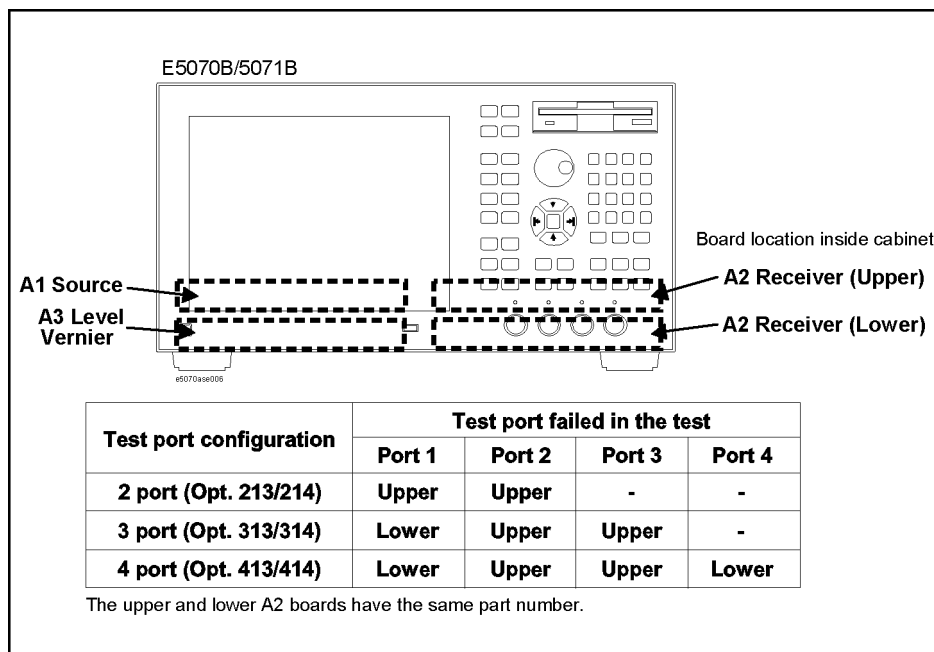 E5070B/5071B
Board location inside cabinet
A1 Source
A2 Receiver (Upper)
A3 Level
Vernier
A2 Receiver (Lower)
e5070ase006
Test port configuration
Test port failed in the test
Port 1 Port 2 Port 3 Port 4
2 port (Opt. 213/214) Upper Upper - -
3 port (Opt. 313/314) Lower Upper Upper -
4 port (Opt. 413/414) Lower Upper Upper Lower
The upper and lower A2 boards have the same part number.